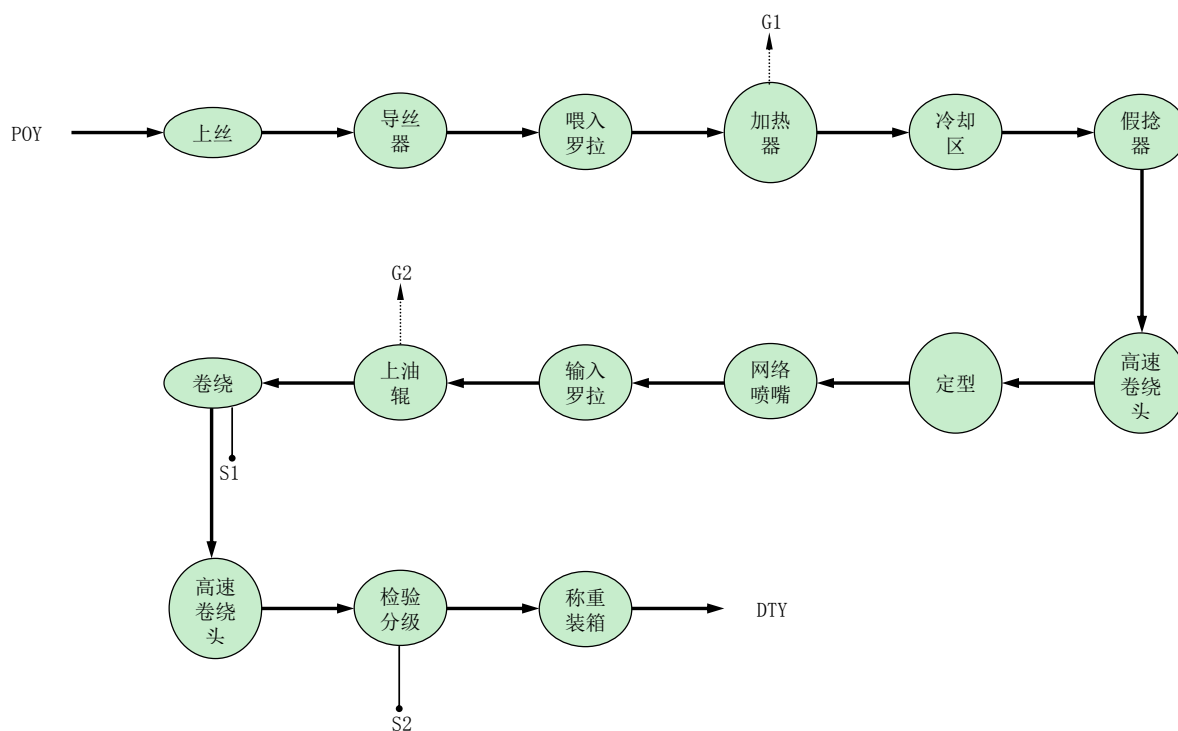 G1
POY
上丝
导丝
器
喂入
罗拉
加热
器
冷却
区
假捻
器
G2
卷绕
上油
辊
输入
罗拉
网络
喷嘴
定型
高速
卷绕
头
S1
高速
卷绕
头
检验
分级
称重
装箱
DTY
S2